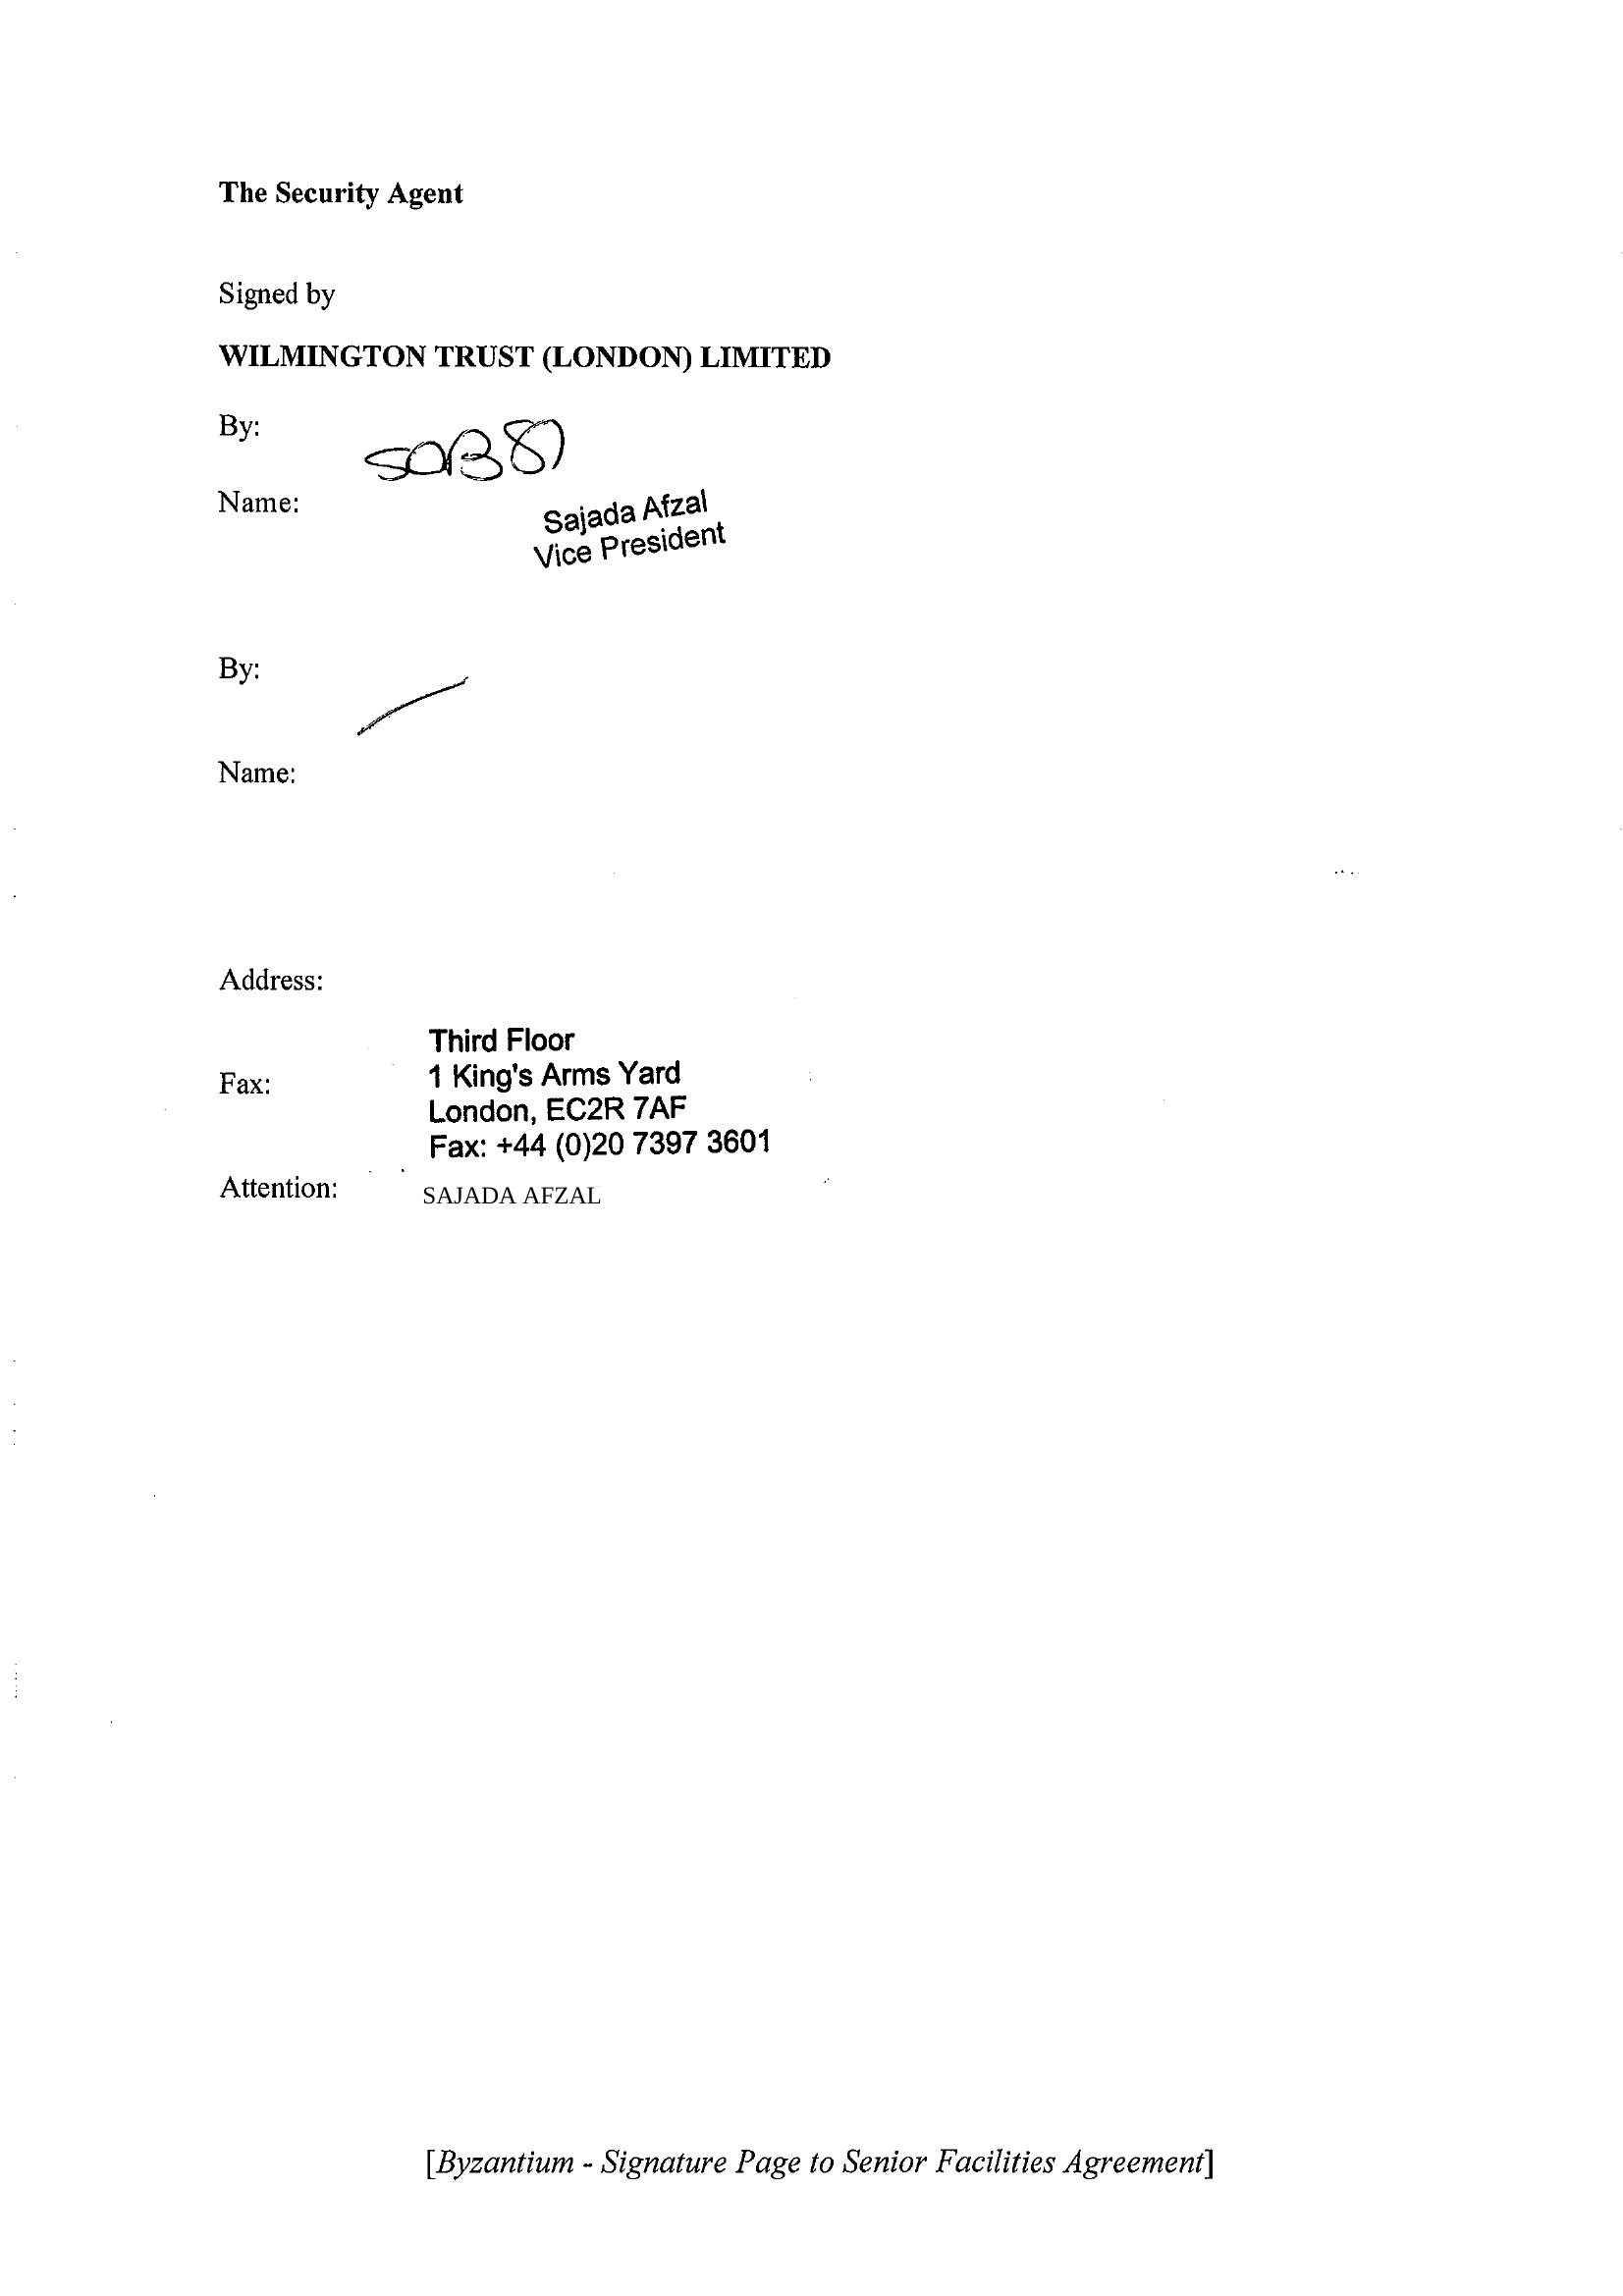 The Security Agent
Signed by
WILMINGTON TRUST (LONDON) LIMITED
By:
Name:
Sajada Afzal
Vice President
By:
Name:
Address:
Third Floor
1 King's Arms Yard
Fax:
London, EC2R 7AF
Fax: +44 (0)20 7397 3601
Attention:
SAJADA AFZAL
[Byzantium - Signature Page to Senior Facilities Agreement]